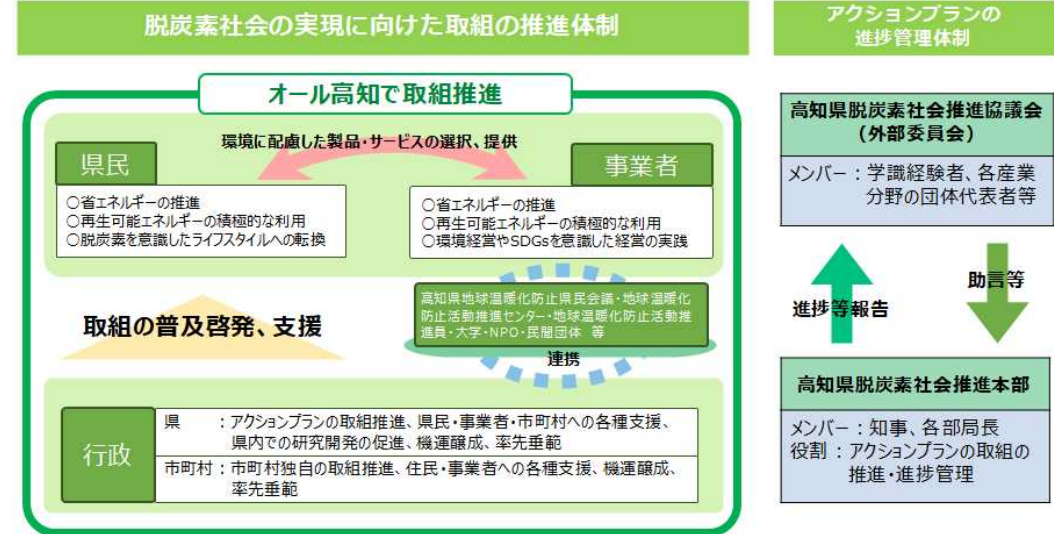 脱炭素社会の実現に向けた取組の推進体制
オール高知で取組推進
環境に配慮した製品・サービスの選択、提供
県民
○省エネルギーの推進
○再生可能エネルギーの積極的な利用
○脱炭素を意識したライフスタイルへの転換
事業者
○省エネルギーの推進
○再生可能エネルギーの積極的な利用
○環境経営やSDGsを意識した経営の実践
取組の普及啓発、支援
高知県地球温暖化防止県民会議・地球温暖化
防止活動推進センター・地球温暖化防止活動推
進員・大学・NPO・民間団体 等
連携
行政
県 :アクションプランの取組推進、県民・事業者・市町村への各種支援、
県内での研究開発の促進、機運醸成、率先垂範
市町村:市町村独自の取組推進、住民・事業者への各種支援、機運醸成、
率先垂範
アクションプランの
進捗管理体制
高知県脱炭素社会推進協議会
(外部委員会)
メンバー:学識経験者、各産業
分野の団体代表者等
進捗等報告
助言等
高知県脱炭素社会推進本部
メンバー:知事、各部局長
役割:アクションプランの取組の
推進・進捗管理